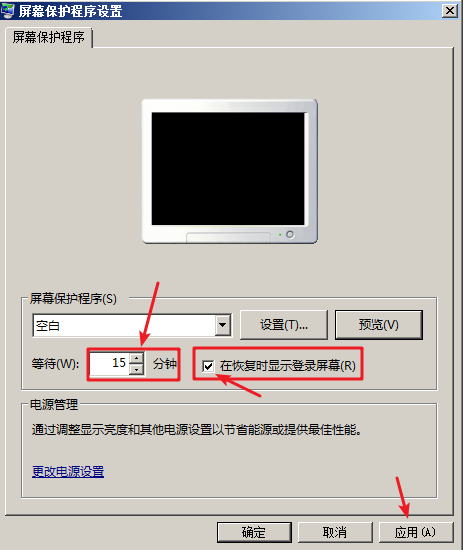 屏幕保护程序设置
屏幕保护程序
屏幕保护程序(S)
空白
设置(T)...
预览(V)
等待(W):
15
分钟
在恢复时显示登录屏幕(R)
电源管理
通过调整显示亮度和其他电源设置以节省能源或提供最佳性能。
更改电源设置
确定
取消
应用(A)